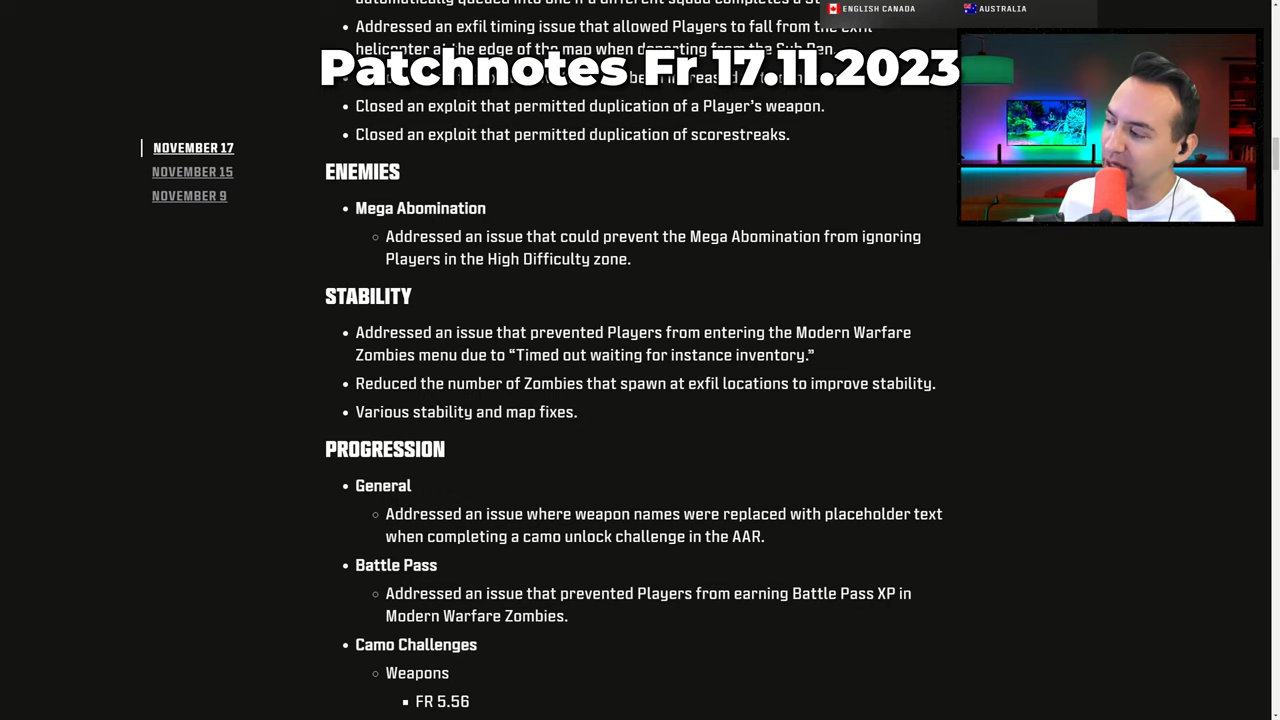 ENGLISH CANADA
AUSTRALIA
Addressed an exfil timing issue that allowed Players to fall from the exfil
helicopter at the edge of the map when departing from the Sub Pen.
Patchnotes Fr 17.11.2023
• Closed an exploit that permitted duplication of a Player’s weapon.
• Closed an exploit that permitted duplication of scorestreaks.
NOVEMBER 17
NOVEMBER 15
NOVEMBER 9
ENEMIES
• Mega Abomination
○ Addressed an issue that could prevent the Mega Abomination from ignoring
Players in the High Difficulty zone.
STABILITY
• Addressed an issue that prevented Players from entering the Modern Warfare
Zombies menu due to “Timed out waiting for instance inventory.”
• Reduced the number of Zombies that spawn at exfil locations to improve stability.
• Various stability and map fixes.
PROGRESSION
• General
○ Addressed an issue where weapon names were replaced with placeholder text
when completing a camo unlock challenge in the AAR.
• Battle Pass
○ Addressed an issue that prevented Players from earning Battle Pass XP in
Modern Warfare Zombies.
• Camo Challenges
○ Weapons
▪ FR 5.56